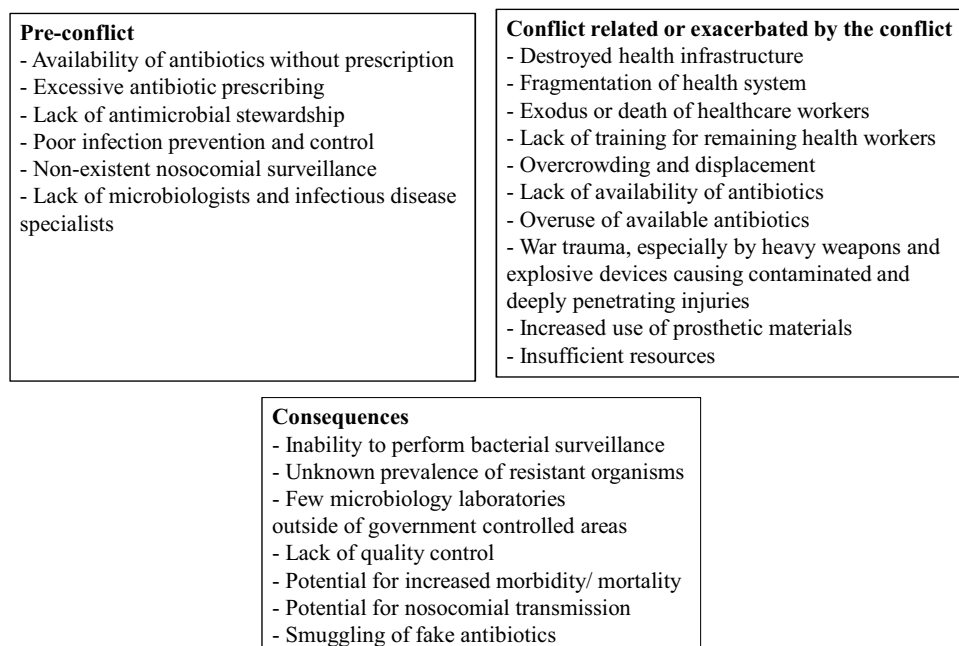 Pre-conflict
- Availability of antibiotics without prescription
- Excessive antibiotic prescribing
- Lack of antimicrobial stewardship
- Poor infection prevention and control
- Non-existent nosocomial surveillance
- Lack of microbiologists and infectious disease
specialists
Conflict related or exacerbated by the conflict
- Destroyed health infrastructure
- Fragmentation of health system
- Exodus or death of healthcare workers
- Lack of training for remaining health workers
- Overcrowding and displacement
- Lack of availability of antibiotics
- Overuse of available antibiotics
- War trauma, especially by heavy weapons and
explosive devices causing contaminated and
deeply penetrating injuries
- Increased use of prosthetic materials
- Insufficient resources
Consequences
- Inability to perform bacterial surveillance
- Unknown prevalence of resistant organisms
- Few microbiology laboratories
outside of government controlled areas
- Lack of quality control
- Potential for increased morbidity/ mortality
- Potential for nosocomial transmission
- Smuggling of fake antibiotics